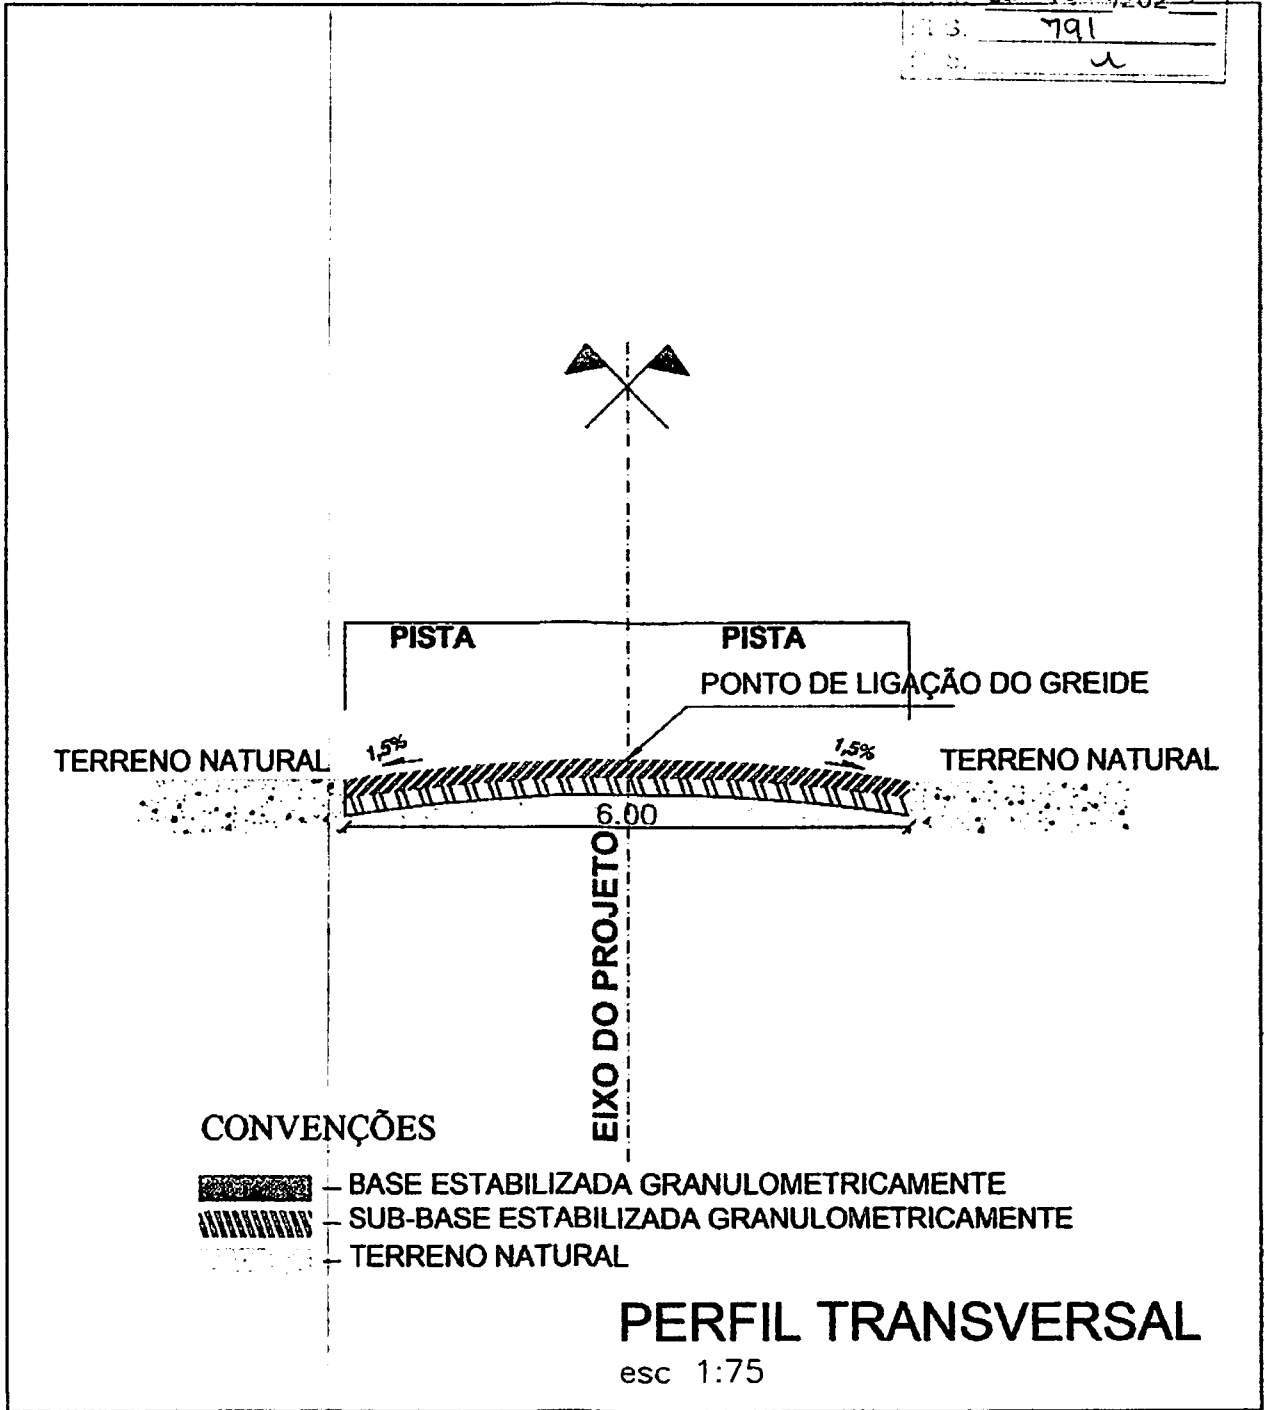 791
PISTA PISTA
PONTO DE LIGAÇÃO DO GREIDE
1,5% 1,5%
TERRENO NATURAL TERRENO NATURAL
6.00
EIXO DO PROJETO
CONVENÇÕES
- BASE ESTABILIZADA GRANULOMETRICAMENTE
- SUB-BASE ESTABILIZADA GRANULOMETRICAMENTE
- TERRENO NATURAL
PERFIL TRANSVERSAL
esc 1:75